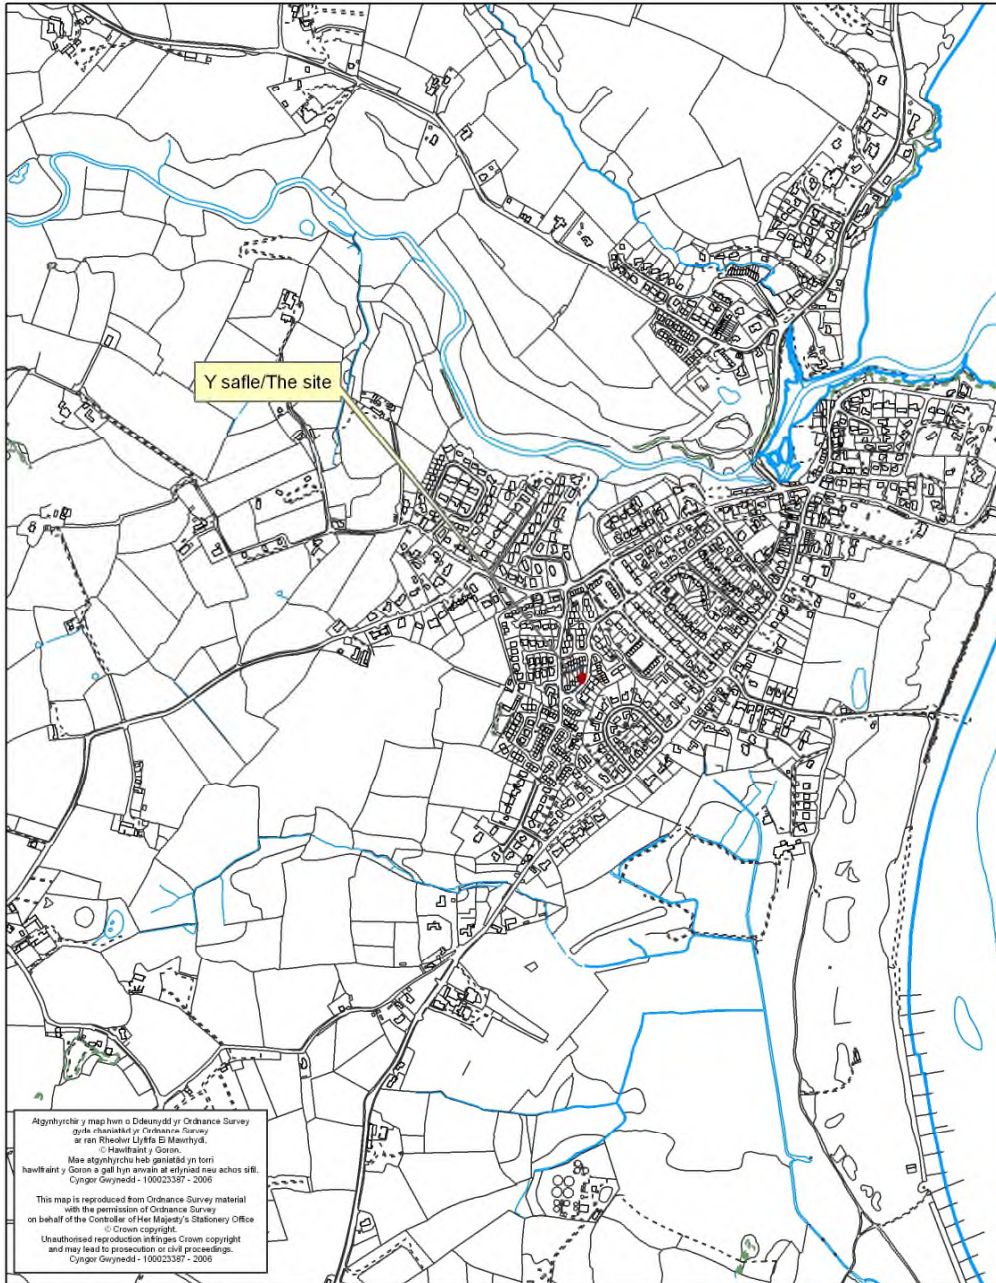 Y safle/The site
Atgynhyrchir y map hwn o Ddeunydd yr Ordnance Survey
gyda chaniatâd yr Ordnance Survey
ar ran Rheolwr Llyfrfa Ei Mawrhydi.
© Hawlfraint y Goron.
Mae atgynhyrchu heb ganiatâd yn torri
hawlfraint y Goron a gall hyn arwain at erlyniad neu achos sifil.
Cyngor Gwynedd - 100023387 - 2006
This map is reproduced from Ordnance Survey material
with the permission of Ordnance Survey
on behalf of the Controller of Her Majesty's Stationery Office
© Crown copyright.
Unauthorised reproduction infringes Crown copyright
and may lead to prosecution or civil proceedings.
Cyngor Gwynedd - 100023387 - 2006